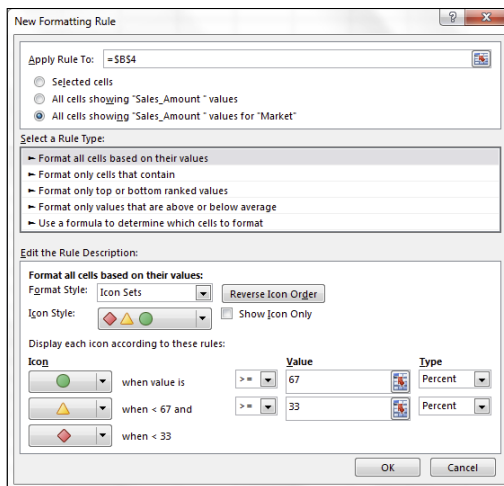 New Formatting Rule
Apply Rule To: =$B$4
Selected cells
All cells showing "Sales_Amount " values
All cells showing "Sales_Amount " values for "Market"
Select a Rule Type:
► Format all cells based on their values
► Format only cells that contain
► Format only top or bottom ranked values
► Format only values that are above or below average
► Use a formula to determine which cells to format
Edit the Rule Description:
Format all cells based on their values:
Format Style: Icon Sets Reverse Icon Order
Icon Style: Show Icon Only
Display each icon according to these rules:
Icon Value Type
when value is >= 67 Percent
when < 67 and >= 33 Percent
when < 33
OK Cancel